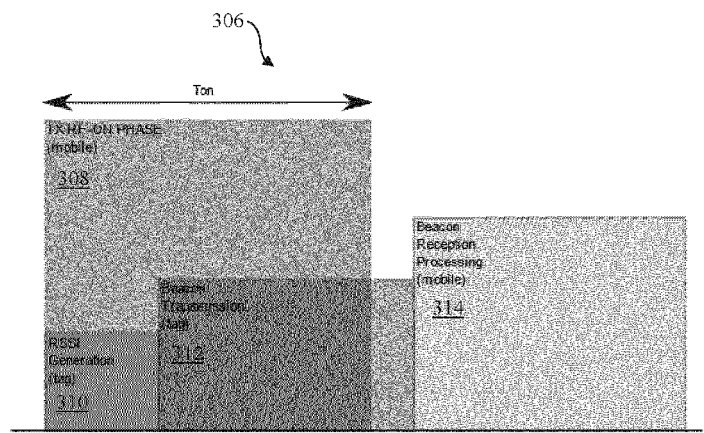 306
Ton
TX RF-ON PHASE
(mobile)
308
Beacon
Reception
Processing
(mobile)
314
Beacon
Transmission
(tag)
312
RSSI
Generation
(tag)
310